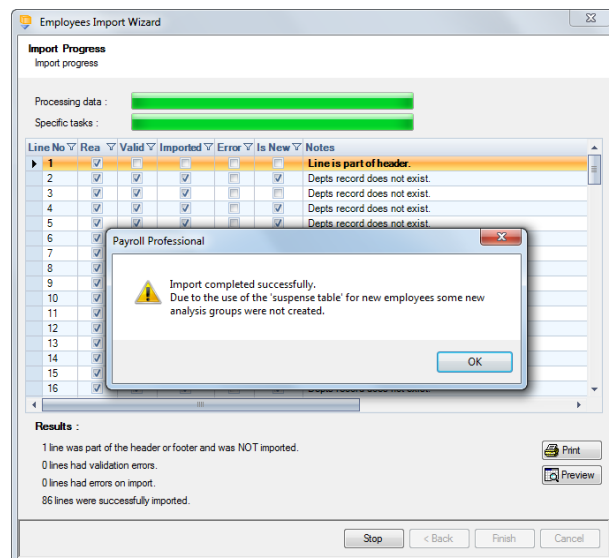 Employees Import Wizard
Import Progress
Import progress
Processing data :
Specific tasks :
Line No Rea Valid Imported Error Is New Notes
1 Line is part of header.
2 Depts record does not exist.
3 Depts record does not exist.
4 Depts record does not exist.
5 Depts record does not exist.
6
Payroll Professional
7
8
Import completed successfully.
9
Due to the use of the 'suspense table' for new employees some new
10
analysis groups were not created.
11
12
13
14
OK
15
16 Depts record does not exist.
Results :
1 line was part of the header or footer and was NOT imported.
Print
0 lines had validation errors.
0 lines had errors on import.
Preview
86 lines were successfully imported.
Stop < Back Finish Cancel